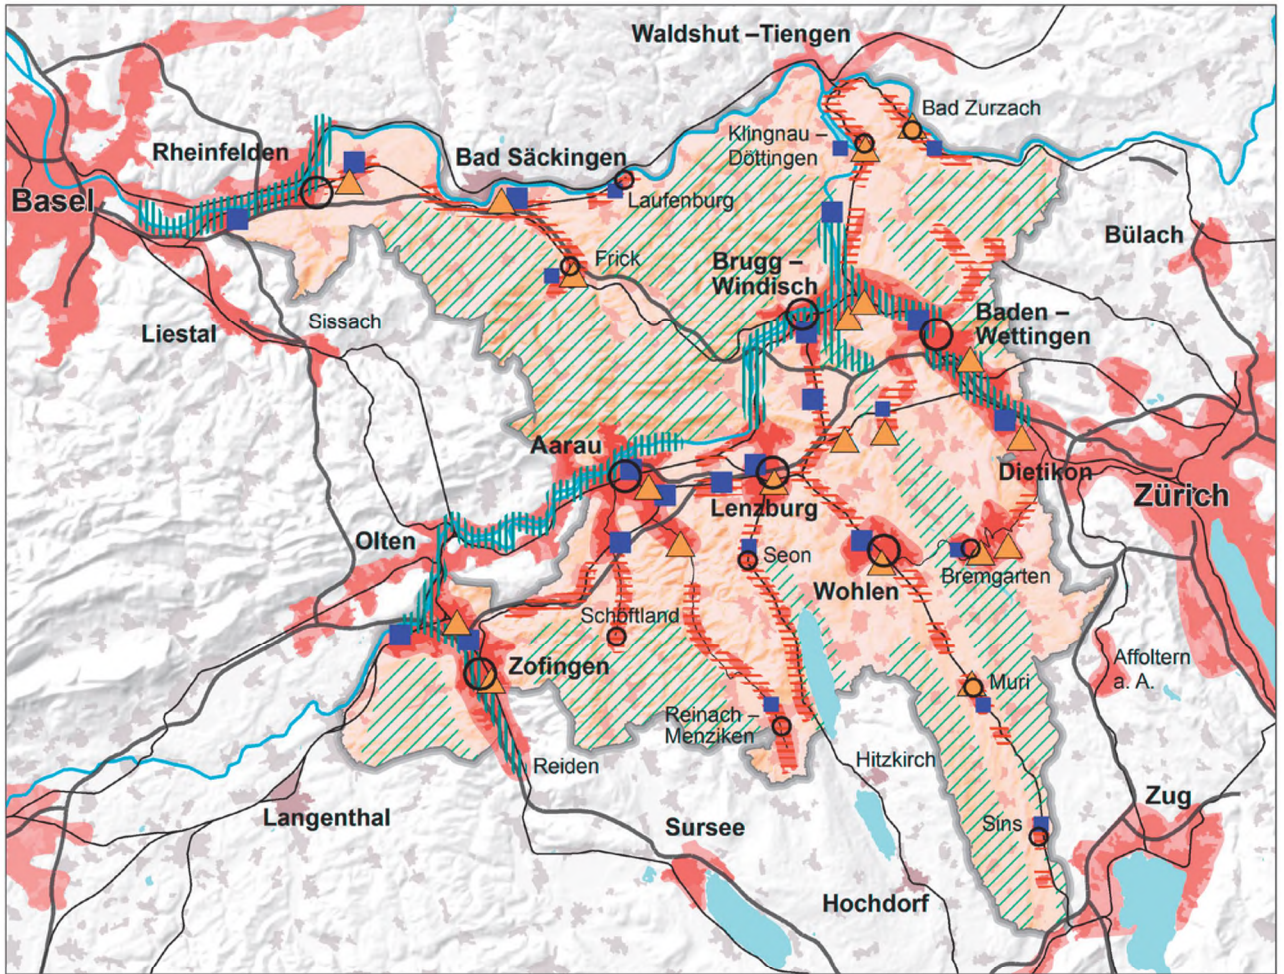 Waldshut –Tiengen
Bad Zurzach
Klingnau –
Döttingen
Rheinfelden
Bad Säckingen
Basel
Laufenburg
Bülach
Frick
Brugg –
Windisch
Baden –
Wettingen
Liestal
Sissach
Aarau
Dietikon
Zürich
Lenzburg
Olten
Seon
Bremgarten
Wohlen
Schöftland
Zofingen
Affoltern
a. A.
Muri
Reinach –
Menziken
Reiden
Hitzkirch
Langenthal
Sursee
Sins
Zug
Hochdorf